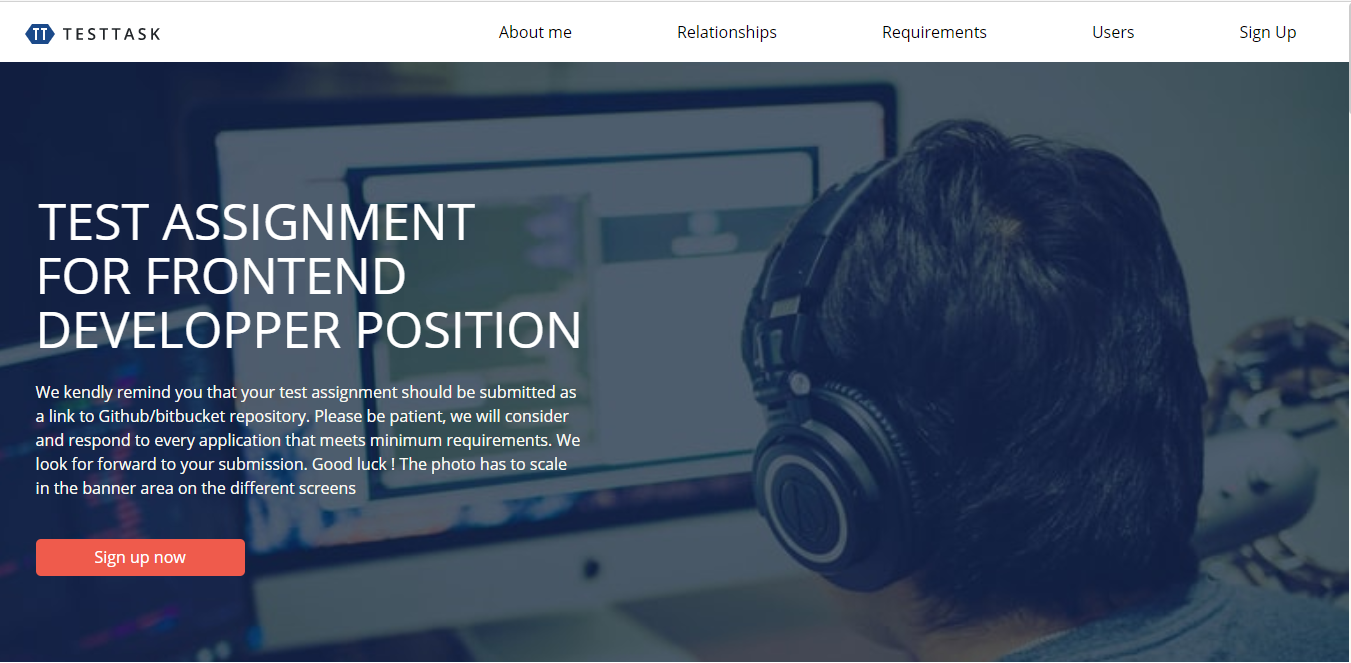 TT TESTTASK
About me
Relationships
Requirements
Users
Sign Up
TEST ASSIGNMENT
FOR FRONTEND
DEVELOPPER POSITION
We kendly remind you that your test assignment should be submitted as
a link to Github/bitbucket repository. Please be patient, we will consider
and respond to every application that meets minimum requirements. We
look for forward to your submission. Good luck ! The photo has to scale
in the banner area on the different screens
Sign up now